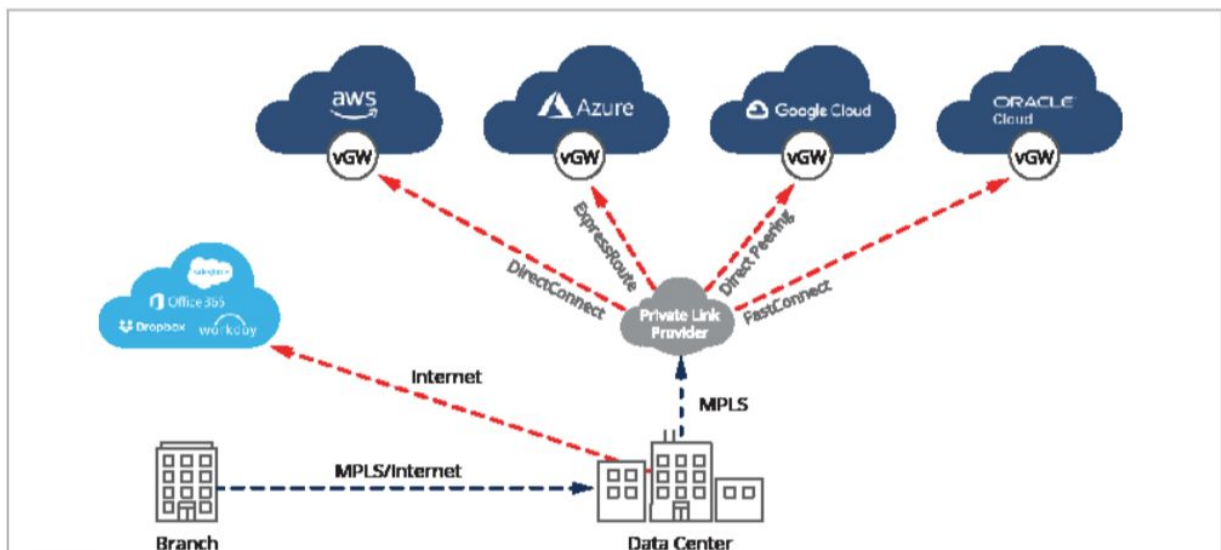 aws
Azure
Google Cloud
ORACLE
Cloud
vGW
vGW
vGW
vGW
DirectConnect
ExpressRoute
Direct Peering
FastConnect
salesforce
Office 365
Dropbox
workday
Private Link
Provider
Internet
MPLS
MPLS/Internet
Branch
Data Center